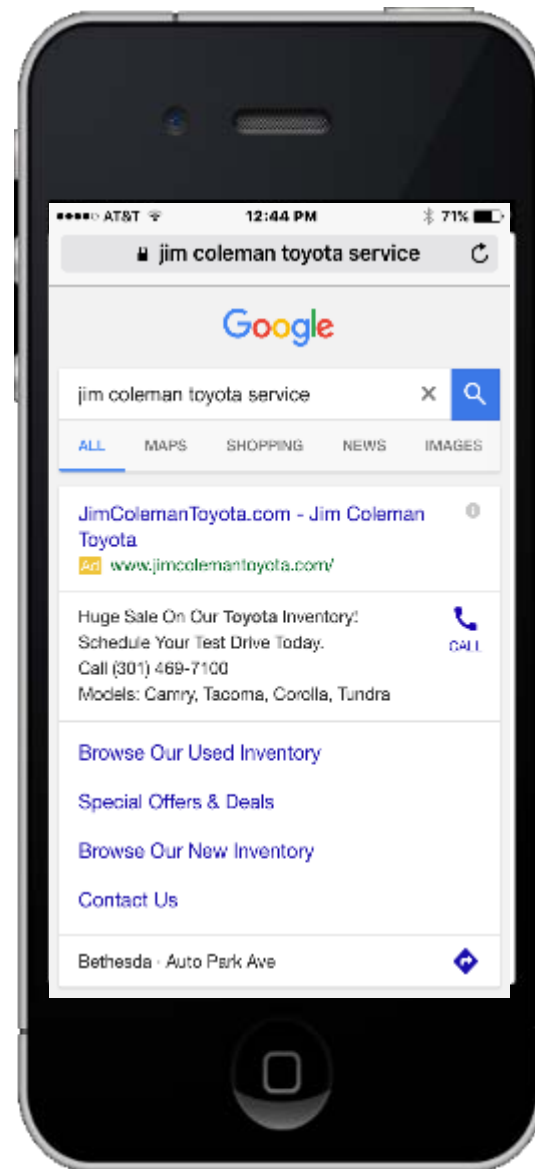 AT&T 12:44 PM 71%
jim coleman toyota service
Google
jim coleman toyota service
ALL MAPS SHOPPING NEWS IMAGES
JimColemanToyota.com - Jim Coleman
Toyota
Ad www.jimcolemantoyota.com/
Huge Sale On Our Toyota Inventory!
Schedule Your Test Drive Today.
CALL
Call (301) 469-7100
Models: Camry, Tacoma, Corolla, Tundra
Browse Our Used Inventory
Special Offers & Deals
Browse Our New Inventory
Contact Us
Bethesda · Auto Park Ave